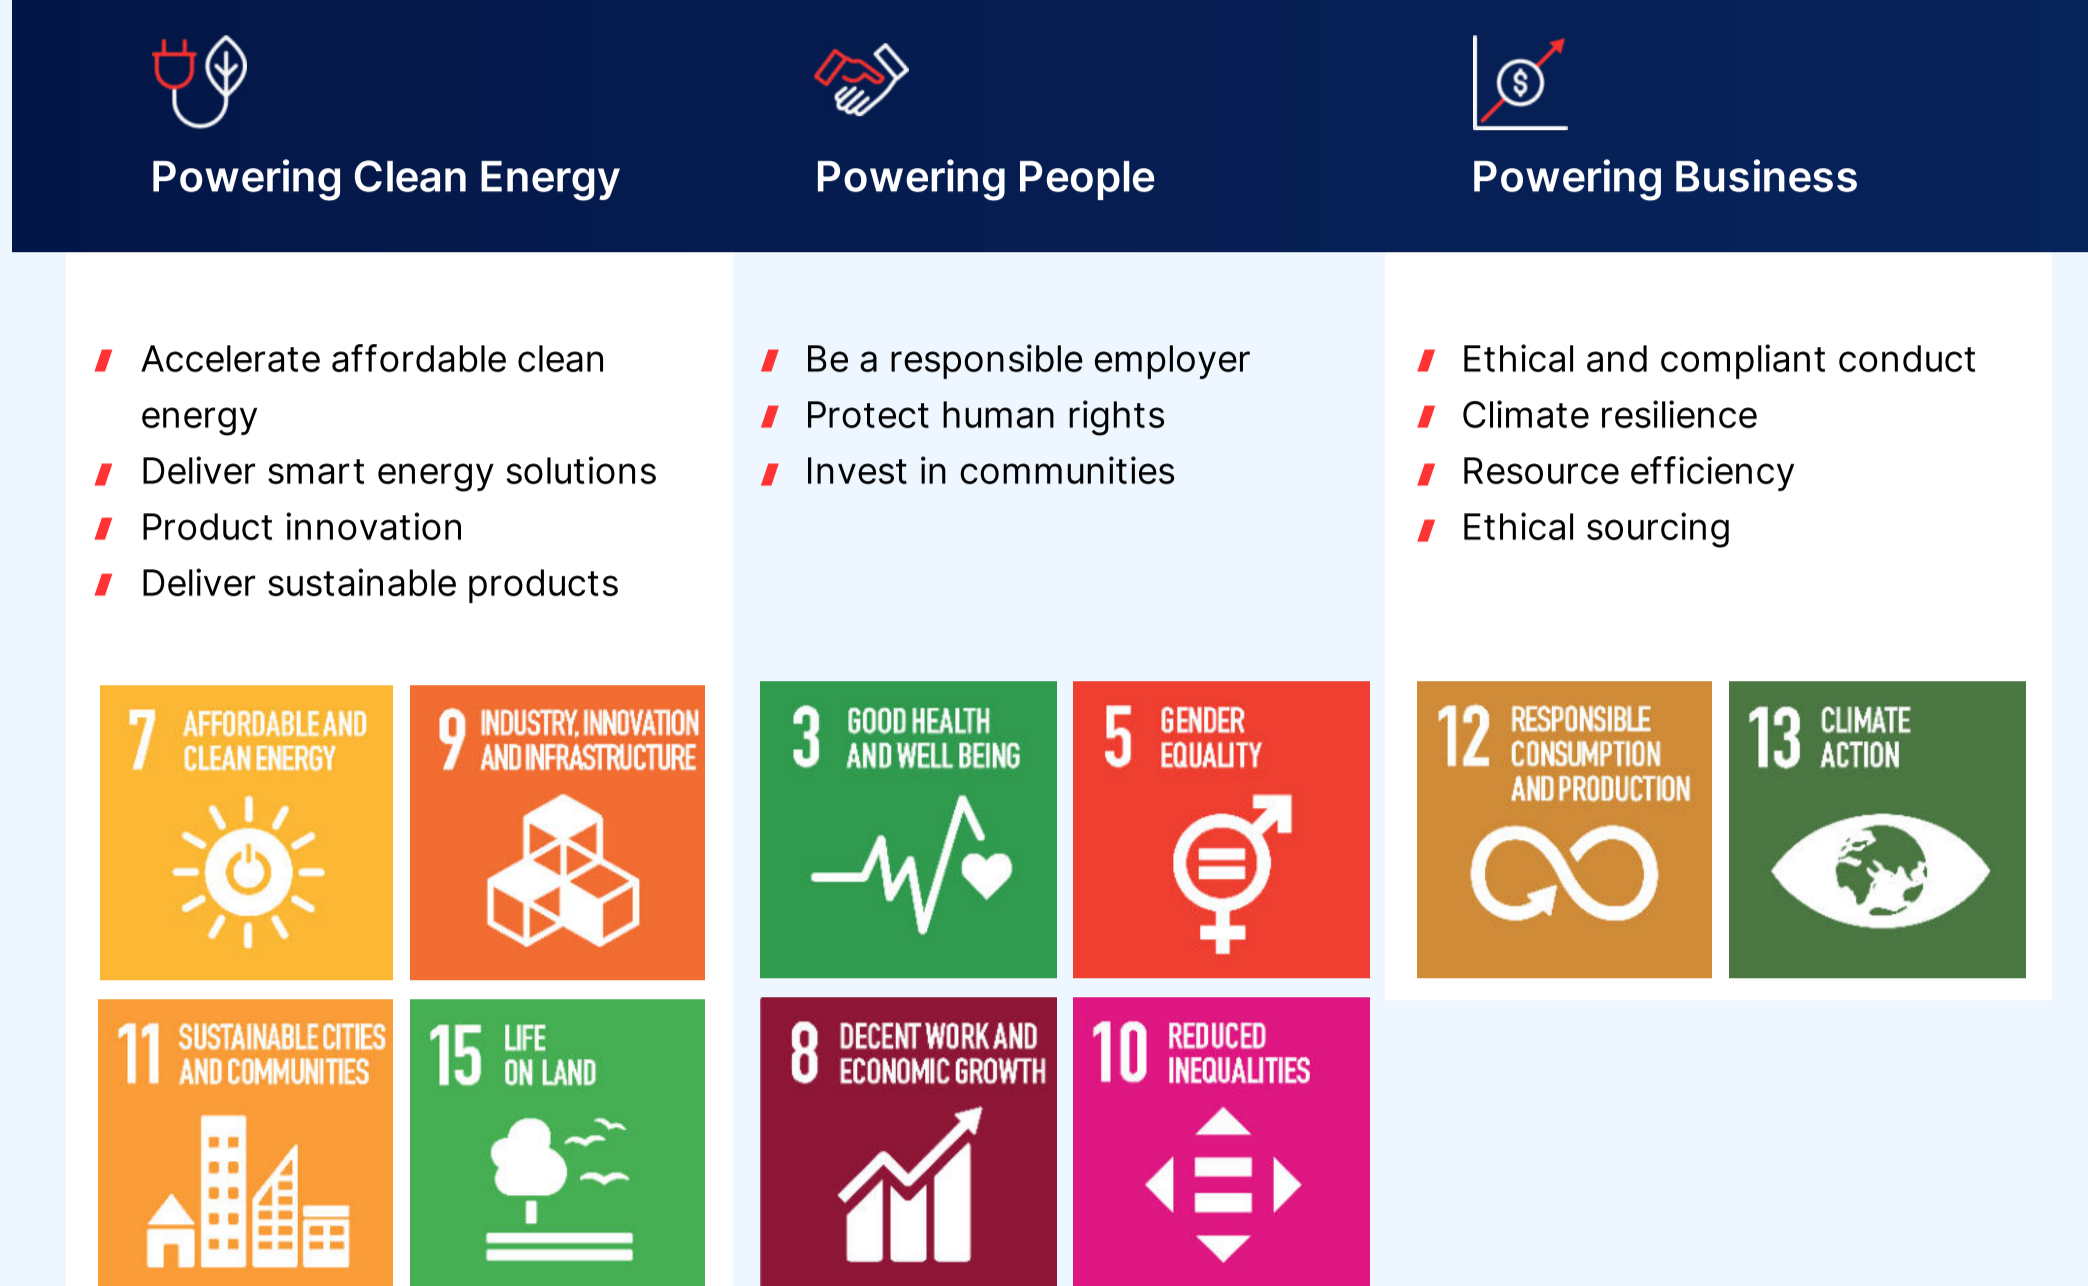 Powering Clean Energy
Powering People
Powering Business
Accelerate affordable clean
energy
Deliver smart energy solutions
Product innovation
Deliver sustainable products
7 AFFORDABLE AND
CLEAN ENERGY
9 INDUSTRY, INNOVATION
AND INFRASTRUCTURE
11 SUSTAINABLE CITIES
AND COMMUNITIES
15 LIFE
ON LAND
Be a responsible employer
Protect human rights
Invest in communities
3 GOOD HEALTH
AND WELL BEING
5 GENDER
EQUALITY
8 DECENT WORK AND
ECONOMIC GROWTH
10 REDUCED
INEQUALITIES
Ethical and compliant conduct
Climate resilience
Resource efficiency
Ethical sourcing
12 RESPONSIBLE
CONSUMPTION
AND PRODUCTION
13 CLIMATE
ACTION